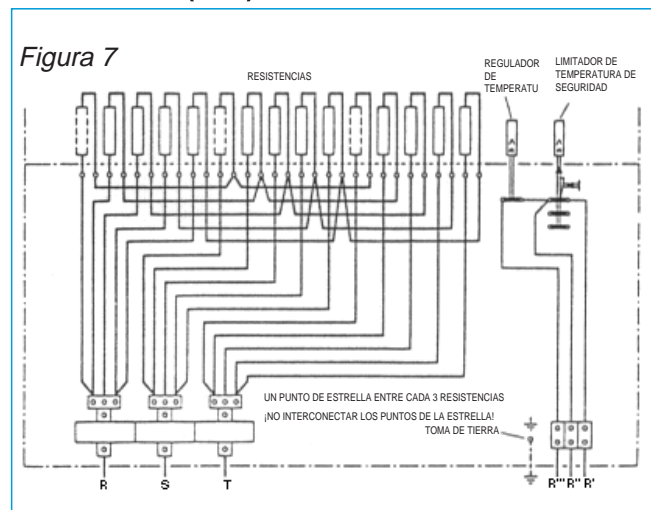 Figura 7
RESISTENCIAS
REGULADOR
DE
TEMPERATU
LIMITADOR DE
TEMPERATURA DE
SEGURIDAD
UN PUNTO DE ESTRELLA ENTRE CADA 3 RESISTENCIAS
¡NO INTERCONECTAR LOS PUNTOS DE LA ESTRELLA!
TOMA DE TIERRA
R S T R''' R'' R'